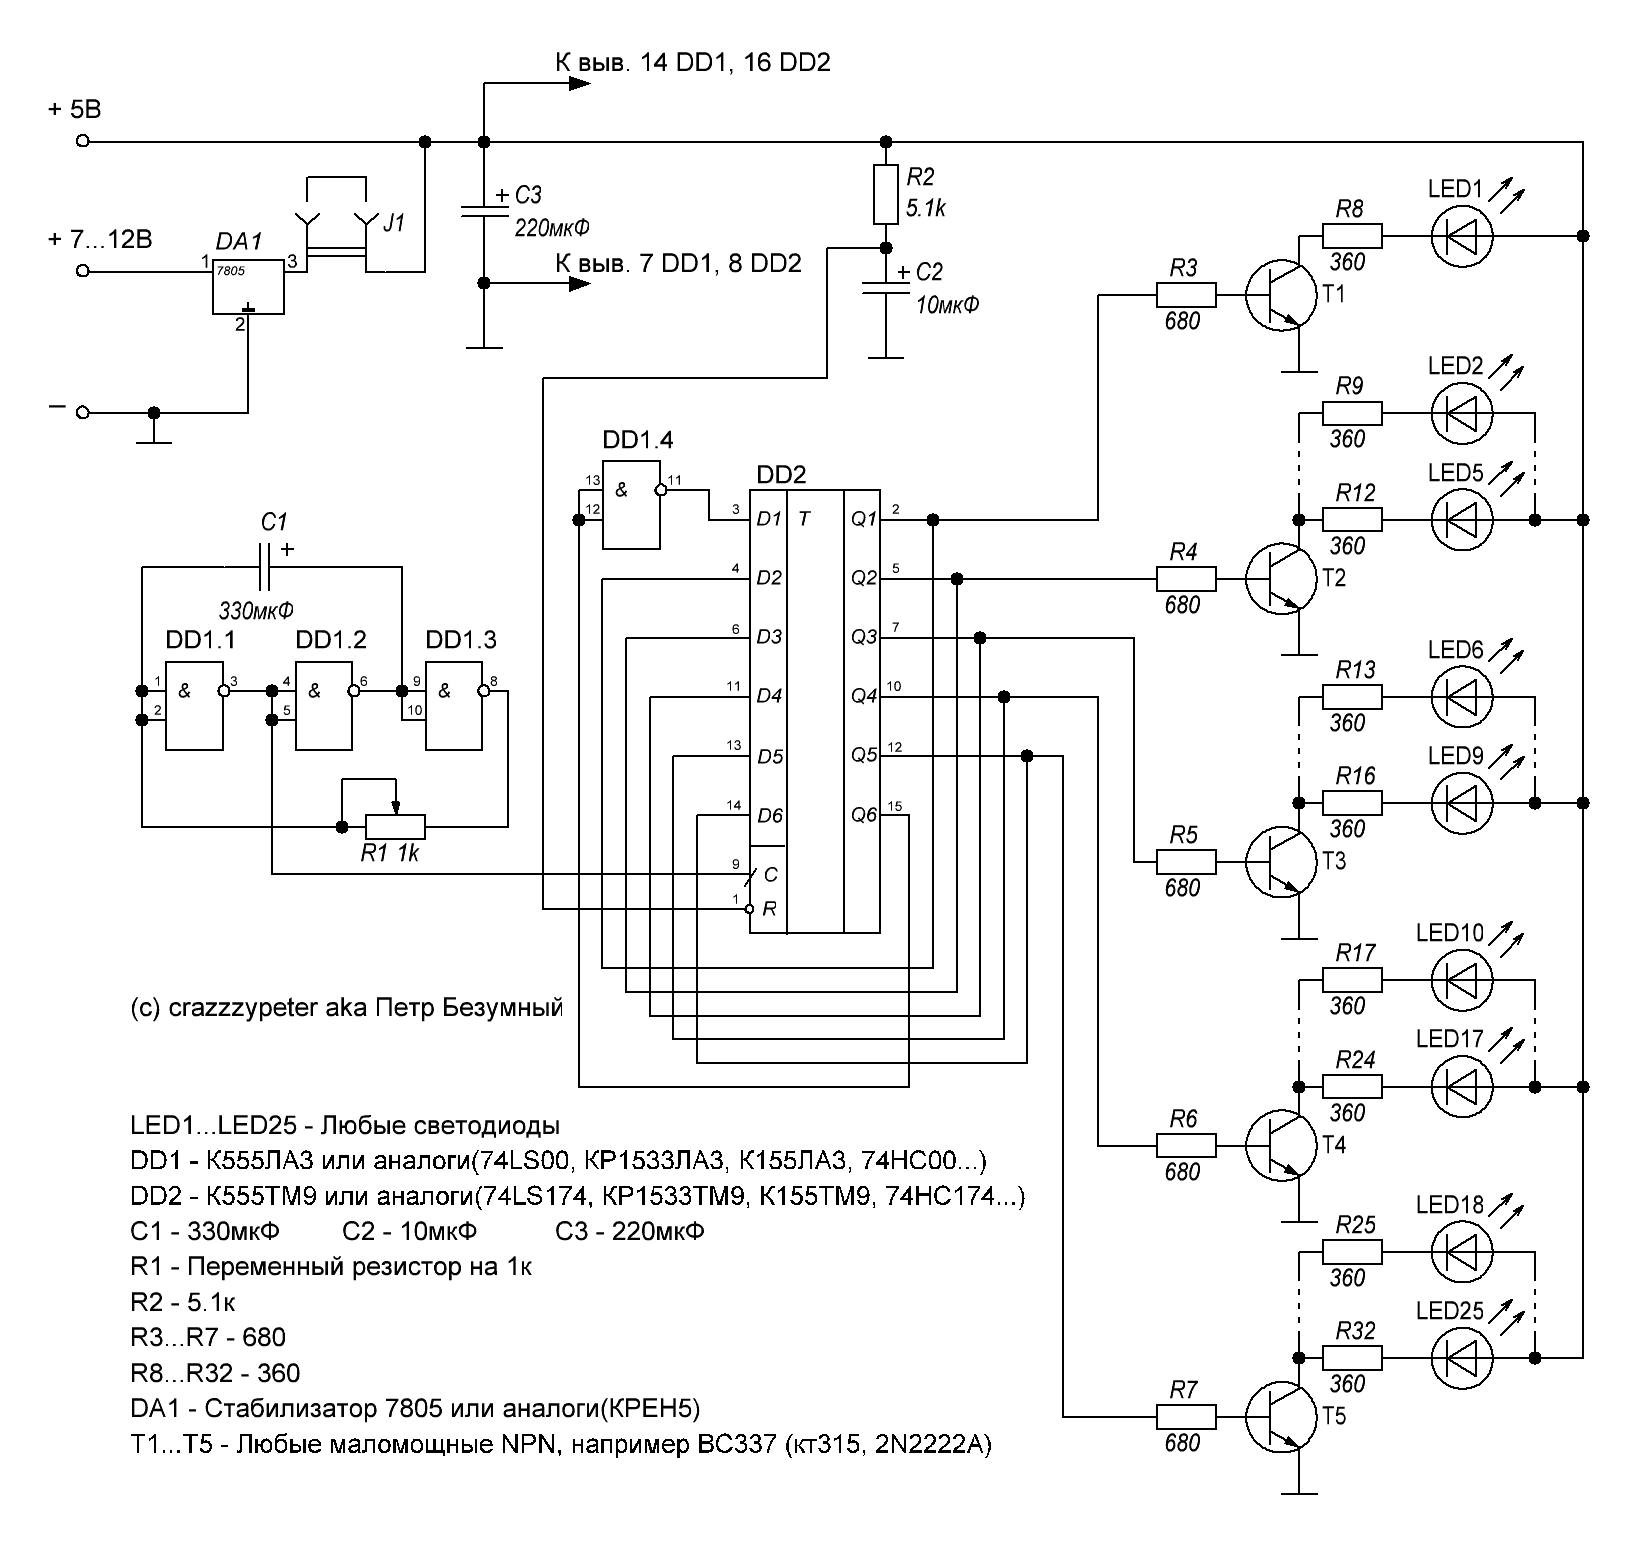 К выв. 14 DD1, 16 DD2
+ 5В
+ C3
220мкФ
R2
5.1k
J1
+ 7...12В
DA1
1
7805
3
2
К выв. 7 DD1, 8 DD2
+ C2
10мкФ
–
R8
360
LED1
R3
680
T1
R9
360
LED2
R12
360
LED5
R4
680
T2
R13
360
LED6
R16
360
LED9
R5
680
T3
R17
360
LED10
R24
360
LED17
R6
680
T4
R25
360
LED18
R32
360
LED25
R7
680
T5
DD1.4
13
&
11
12
DD2
3 D1 T Q1 2
4 D2 Q2 5
6 D3 Q3 7
11 D4 Q4 10
13 D5 Q5 12
14 D6 Q6 15
9 C
1 R
C1
+
330мкФ
DD1.1 DD1.2 DD1.3
1 & 3 4 & 6 9 & 8
2 5 10
R1 1k
(c) crazzzypeter aka Петр Безумный
LED1...LED25 - Любые светодиоды
DD1 - К555ЛА3 или аналоги(74LS00, КР1533ЛА3, К155ЛА3, 74HC00...)
DD2 - К555ТМ9 или аналоги(74LS174, КР1533ТМ9, К155ТМ9, 74HC174...)
C1 - 330мкФ C2 - 10мкФ C3 - 220мкФ
R1 - Переменный резистор на 1к
R2 - 5.1к
R3...R7 - 680
R8...R32 - 360
DA1 - Стабилизатор 7805 или аналоги(КРЕН5)
T1...T5 - Любые маломощные NPN, например BC337 (кт315, 2N2222A)